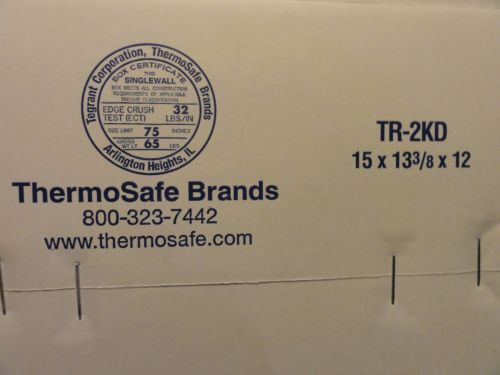 Tegrant Corporation, ThermoSafe Brands
BOX CERTIFICATE
THIS
SINGLEWALL
BOX MEETS ALL CONSTRUCTION
REQUIREMENTS OF APPLICABLE
FREIGHT CLASSIFICATION
EDGE CRUSH TEST (ECT) 32 LBS/IN
SIZE LIMIT 75 INCHES
GROSS WT LT 65 LBS
Arlington Heights, IL
TR-2KD
15 x 13 3/8 x 12
ThermoSafe Brands
800-323-7442
www.thermosafe.com